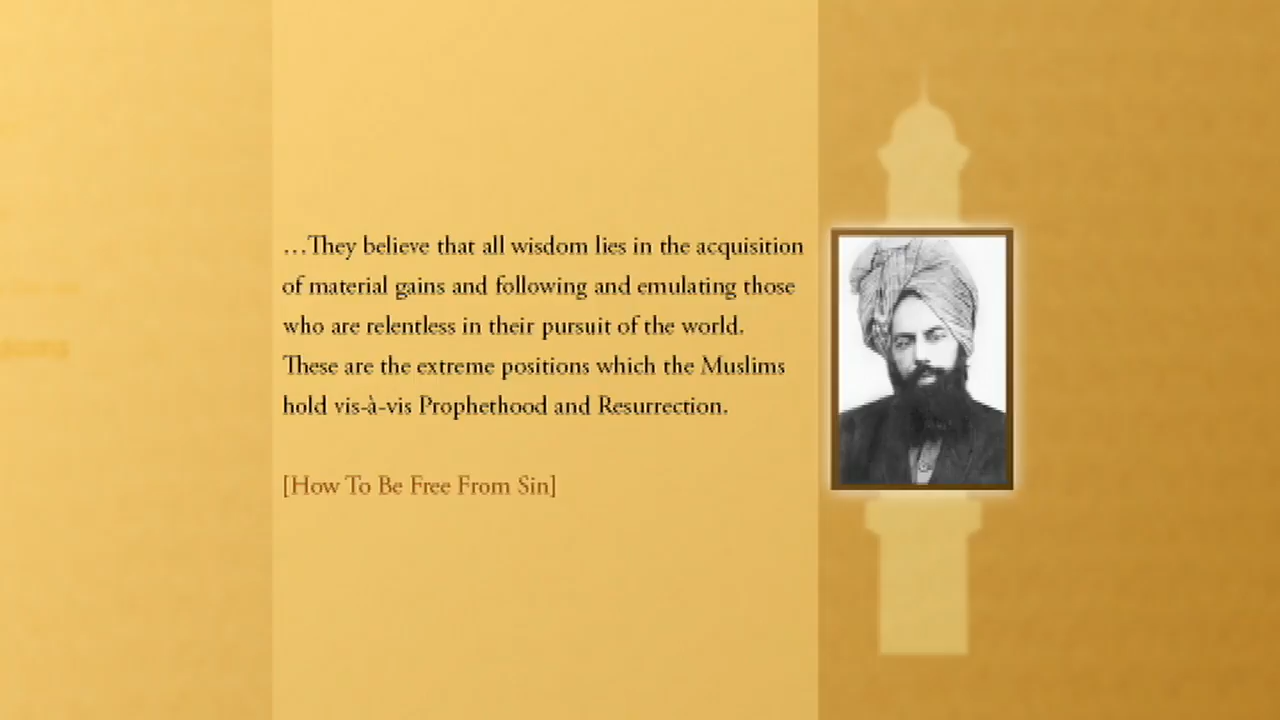 …They believe that all wisdom lies in the acquisition
of material gains and following and emulating those
who are relentless in their pursuit of the world.
These are the extreme positions which the Muslims
hold vis-à-vis Prophethood and Resurrection.
[How To Be Free From Sin]